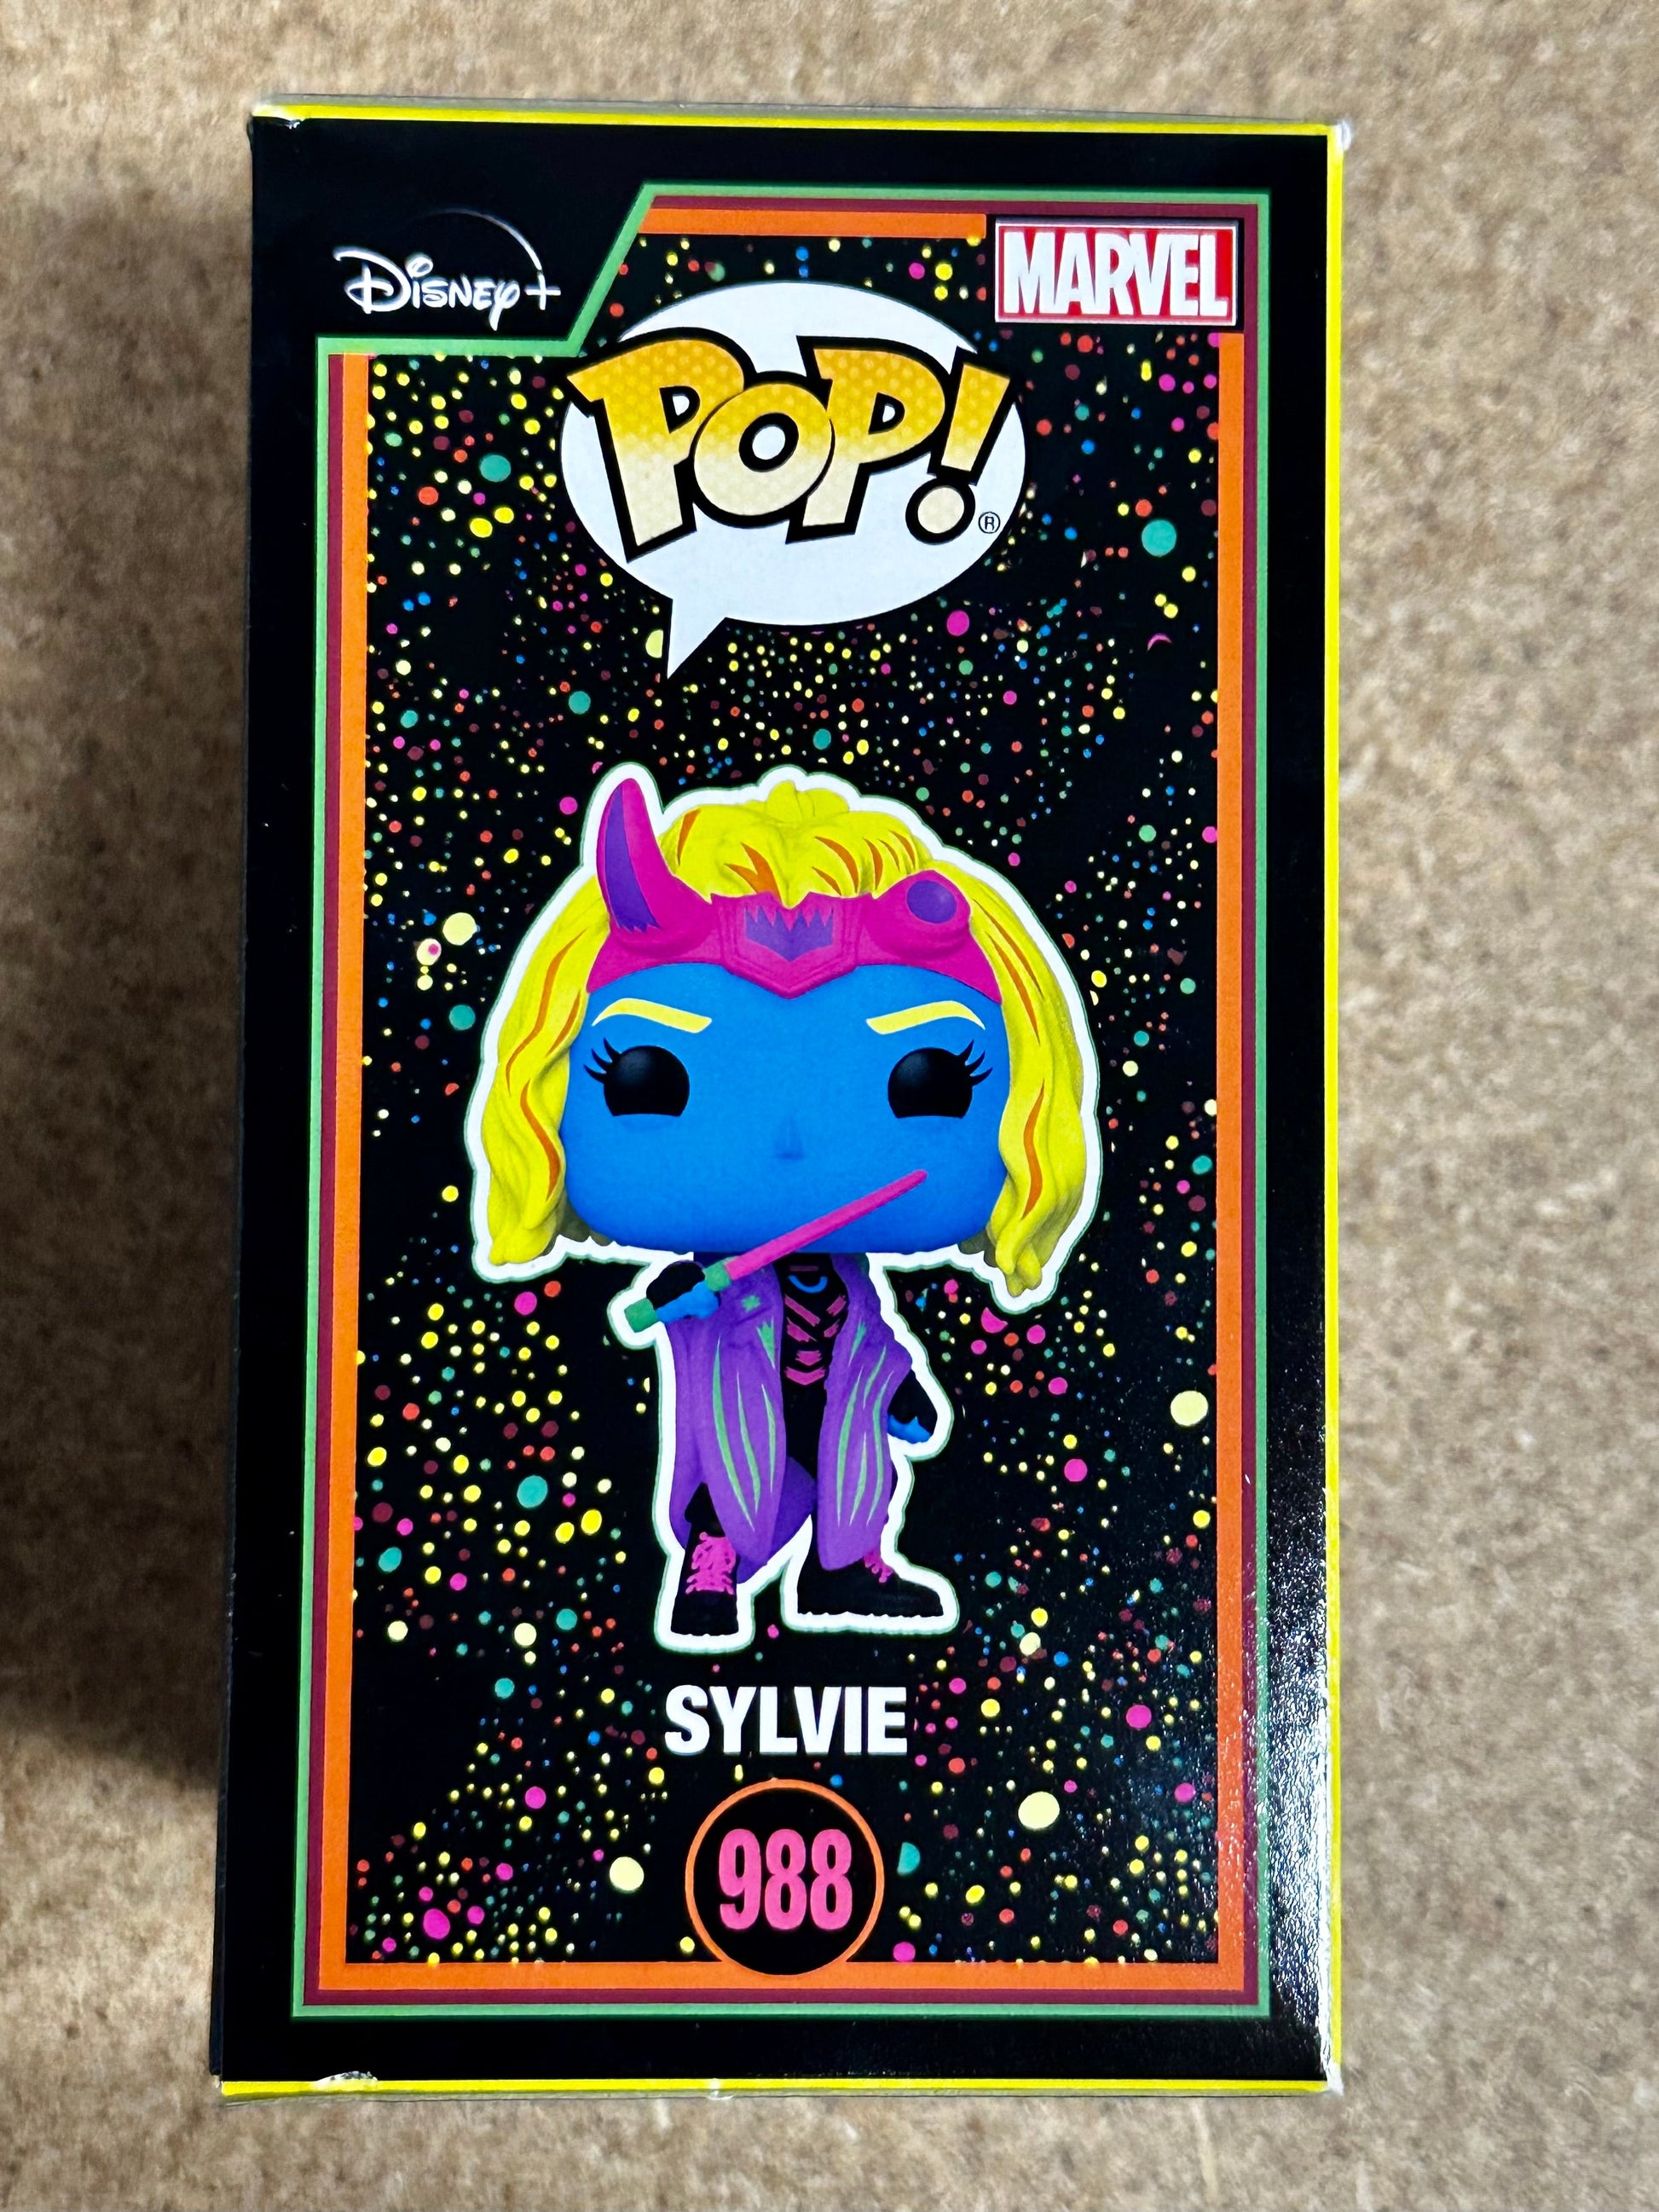 Disney+
MARVEL
POP!
®
SYLVIE
988